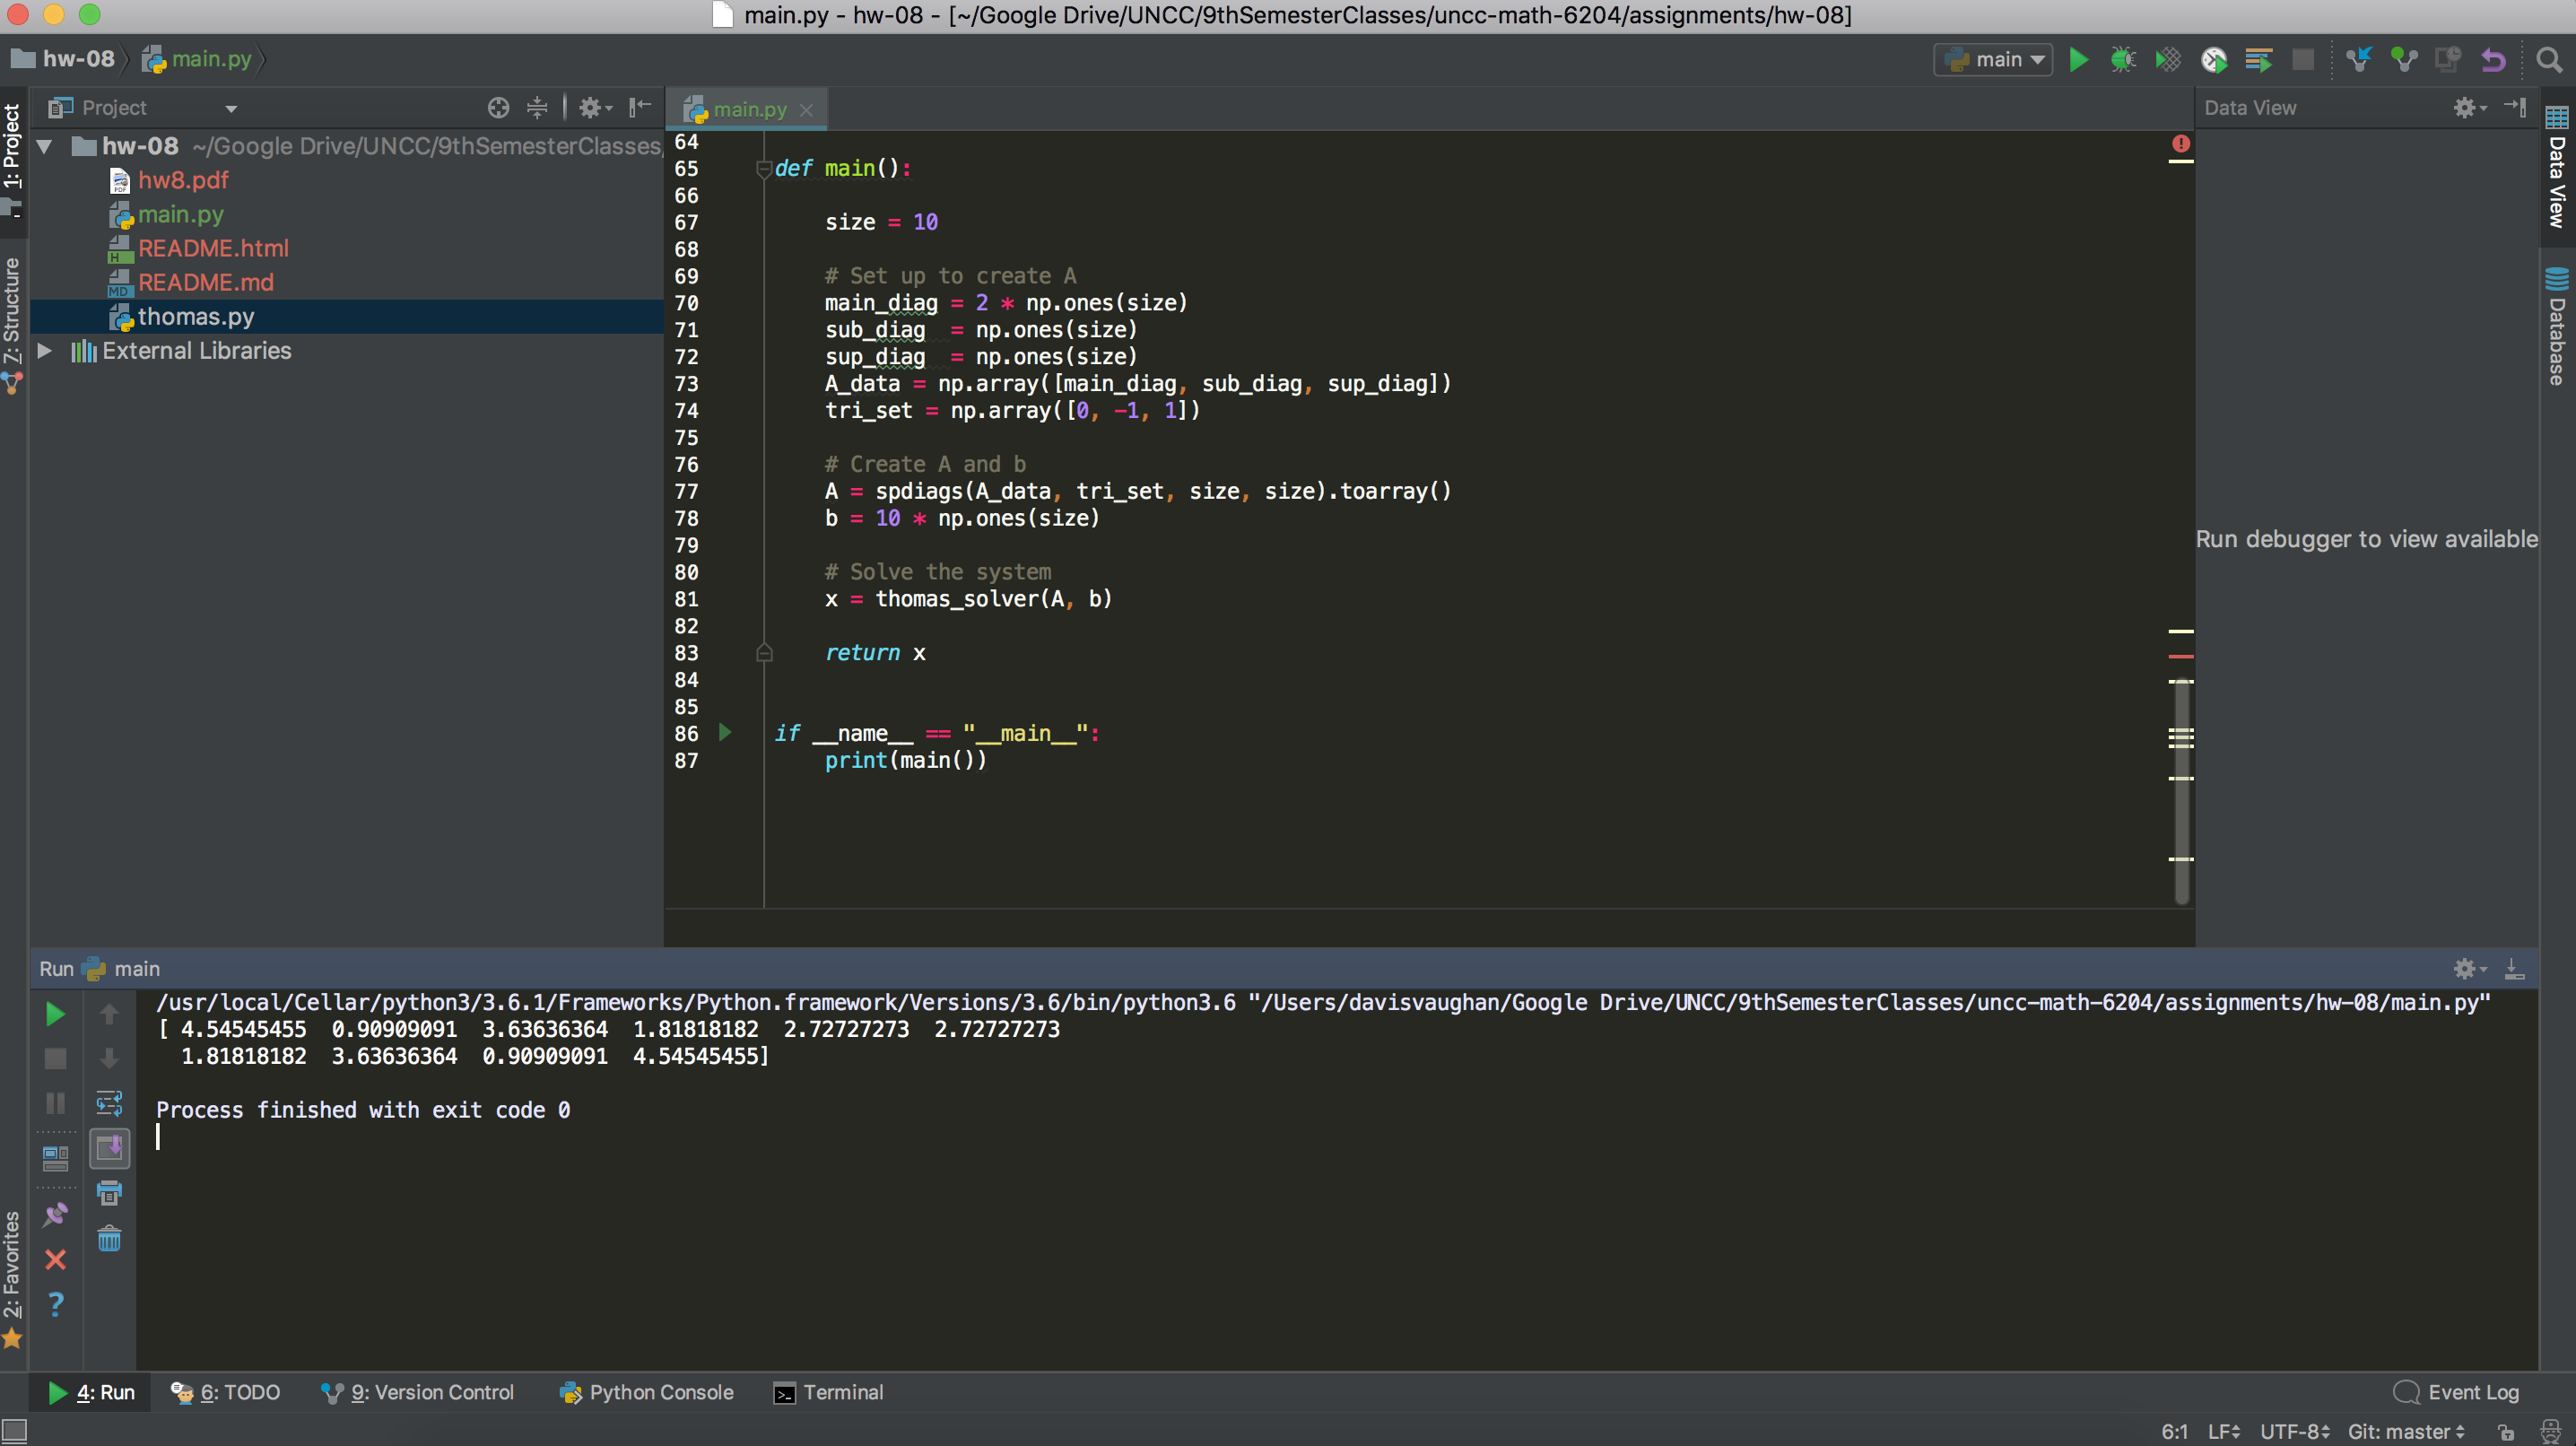 main.py - hw-08 - [~/Google Drive/UNCC/9thSemesterClasses/uncc-math-6204/assignments/hw-08]
hw-08 main.py
main
1: Project
7: Structure
2: Favorites
Project
hw-08 ~/Google Drive/UNCC/9thSemesterClasses,
hw8.pdf
main.py
README.html
README.md
thomas.py
External Libraries
main.py
64
65 def main():
66
67 size = 10
68
69 # Set up to create A
70 main_diag = 2 * np.ones(size)
71 sub_diag = np.ones(size)
72 sup_diag = np.ones(size)
73 A_data = np.array([main_diag, sub_diag, sup_diag])
74 tri_set = np.array([0, -1, 1])
75
76 # Create A and b
77 A = spdiags(A_data, tri_set, size, size).toarray()
78 b = 10 * np.ones(size)
79
80 # Solve the system
81 x = thomas_solver(A, b)
82
83 return x
84
85
86 if __name__ == "__main__":
87 print(main())
Data View
Run debugger to view available
Data View
Database
Run main
/usr/local/Cellar/python3/3.6.1/Frameworks/Python.framework/Versions/3.6/bin/python3.6 "/Users/davisvaughan/Google Drive/UNCC/9thSemesterClasses/uncc-math-6204/assignments/hw-08/main.py"
[ 4.54545455 0.90909091 3.63636364 1.81818182 2.72727273 2.72727273
1.81818182 3.63636364 0.90909091 4.54545455]
Process finished with exit code 0
4: Run 6: TODO 9: Version Control Python Console Terminal Event Log
6:1 LF UTF-8 Git: master